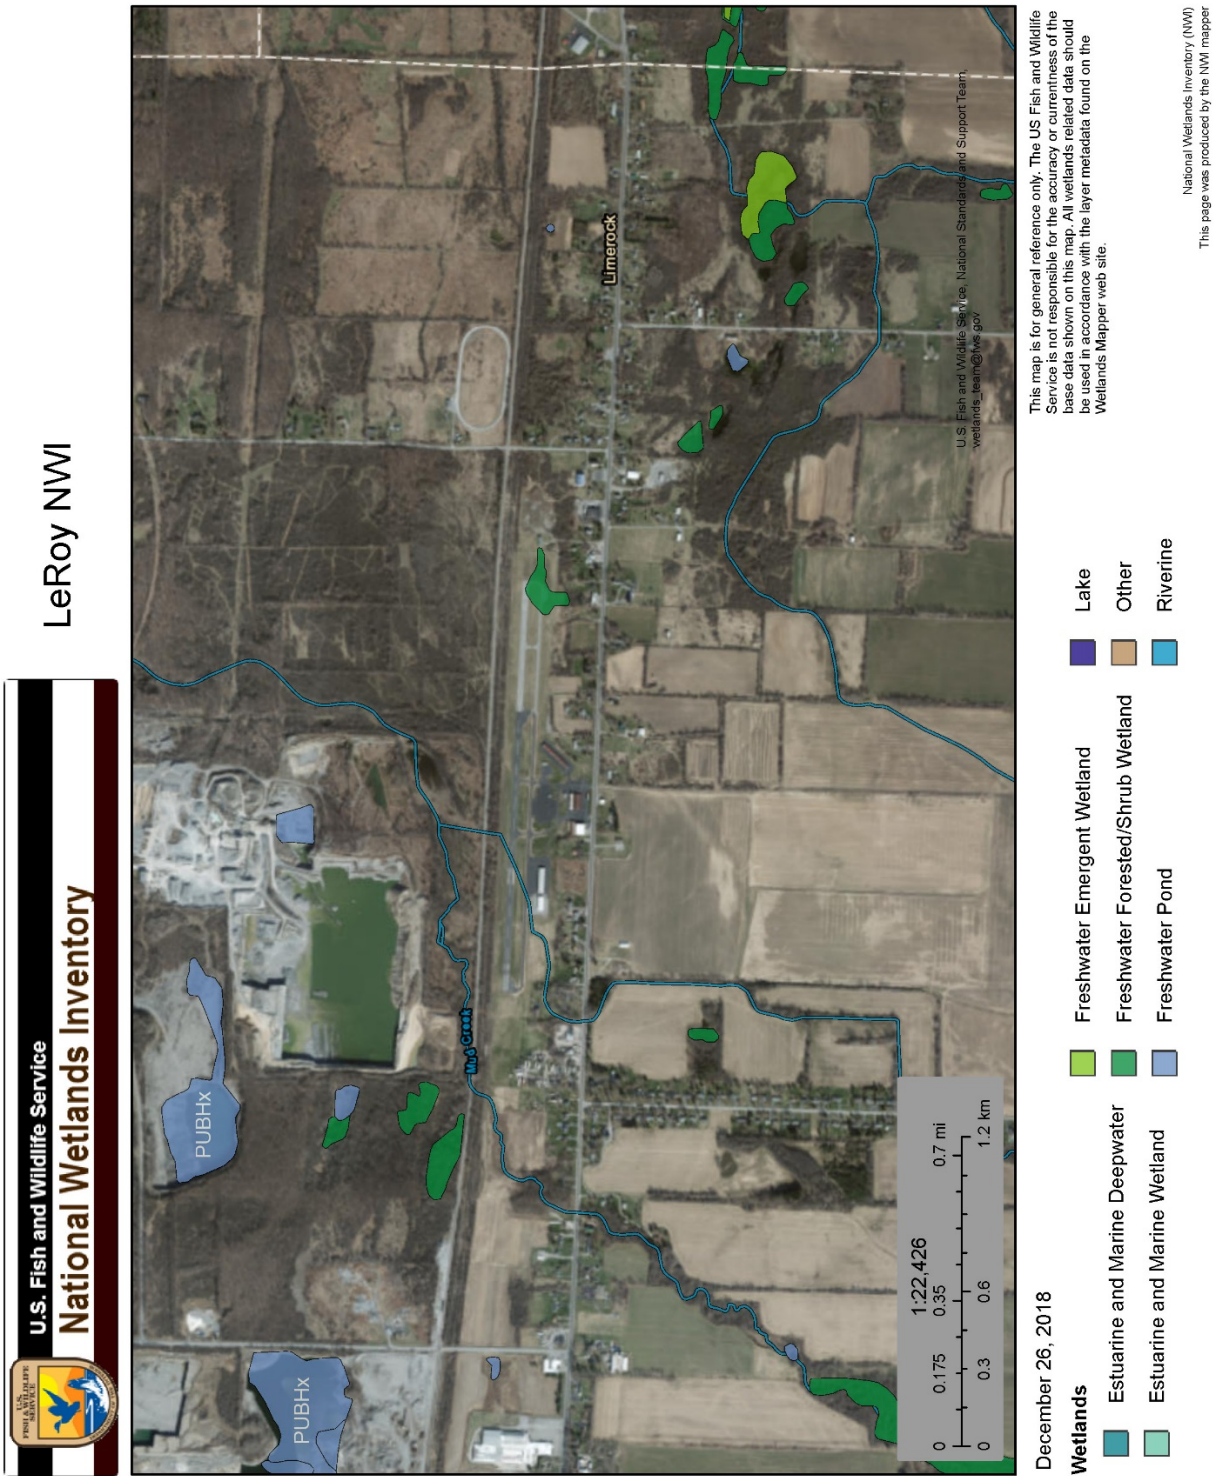 U.S. Fish and Wildlife Service
National Wetlands Inventory
U.S.
FISH & WILDLIFE
SERVICE
LeRoy NWI
PUBHx
PUBHx
Mud Creek
Limerock
U.S. Fish and Wildlife Service, National Standards and Support Team,
wetlands_team@fws.gov
1:22,426
0 0.175 0.35 0.7 mi
0 0.3 0.6 1.2 km
December 26, 2018
Wetlands
Estuarine and Marine Deepwater
Estuarine and Marine Wetland
Freshwater Emergent Wetland
Freshwater Forested/Shrub Wetland
Freshwater Pond
Lake
Other
Riverine
This map is for general reference only. The US Fish and Wildlife
Service is not responsible for the accuracy or currentness of the
base data shown on this map. All wetlands related data should
be used in accordance with the layer metadata found on the
Wetlands Mapper web site.
National Wetlands Inventory (NWI)
This page was produced by the NWI mapper